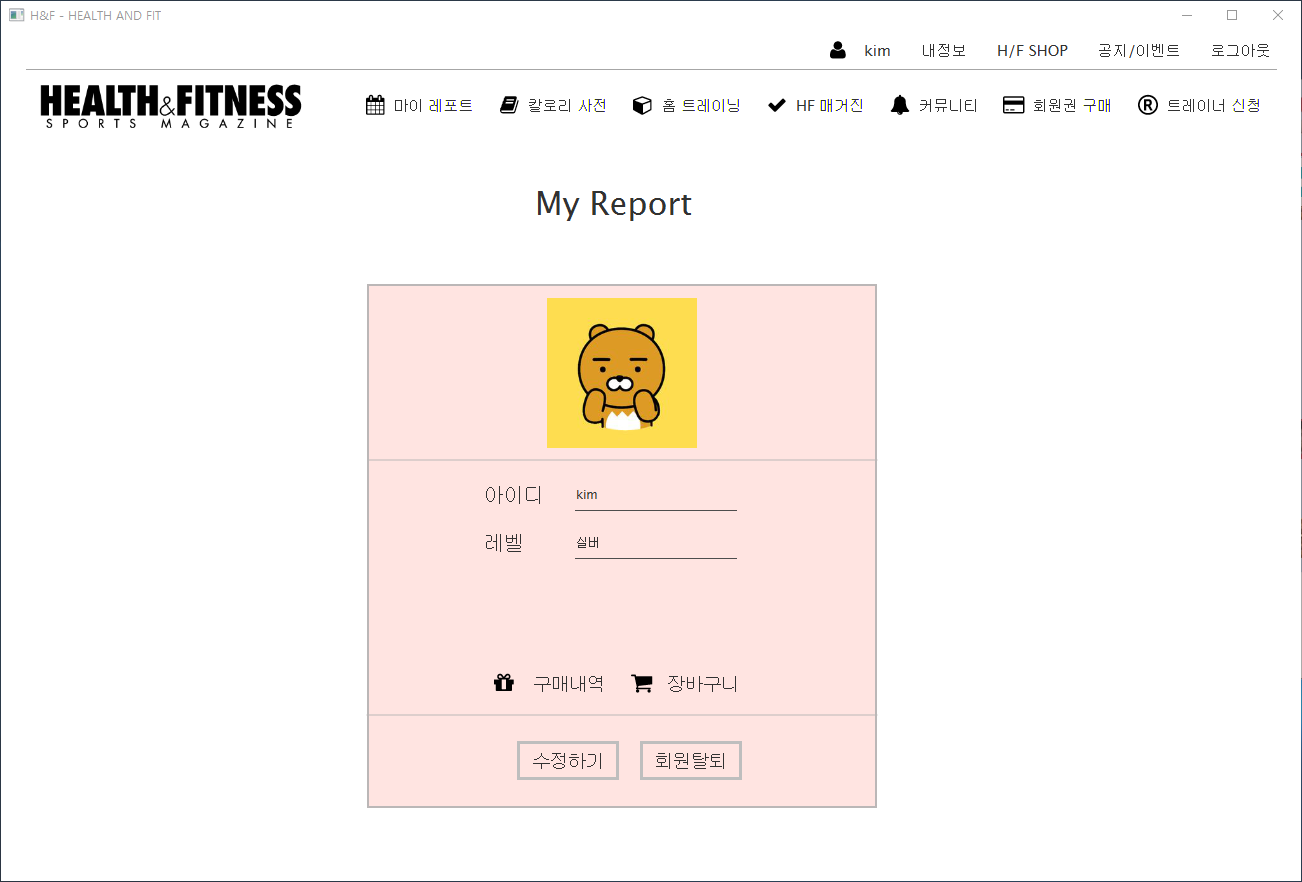 H&F - HEALTH AND FIT
kim 내정보 H/F SHOP 공지/이벤트 로그아웃
HEALTH&FITNESS
SPORTS MAGAZINE
마이 레포트 칼로리 사전 홈 트레이닝 HF 매거진 커뮤니티 회원권 구매 ® 트레이너 신청
My Report
아이디 kim
레벨 실버
구매내역 장바구니
수정하기 회원탈퇴